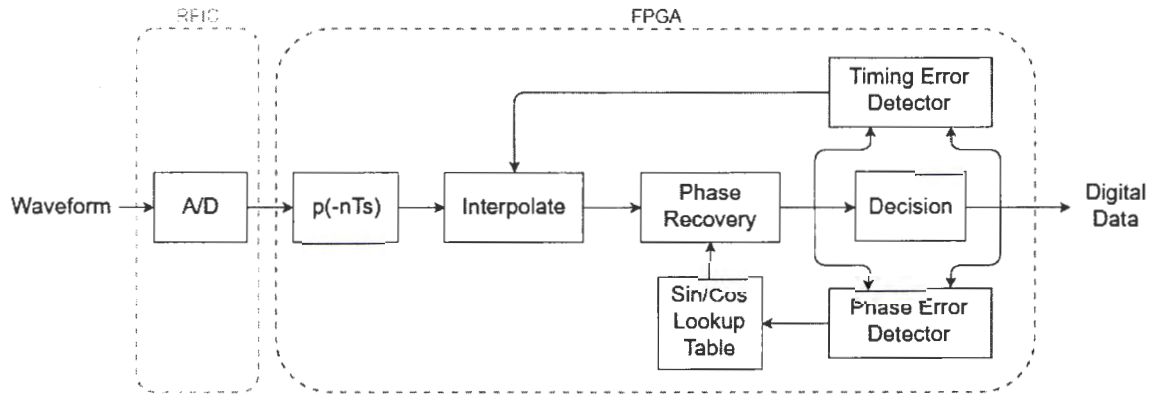 RFIC
FPGA
Timing Error
Detector
Waveform
A/D
p(-nTs)
Interpolate
Phase
Recovery
Decision
Digital
Data
Sin/Cos
Lookup
Table
Phase Error
Detector